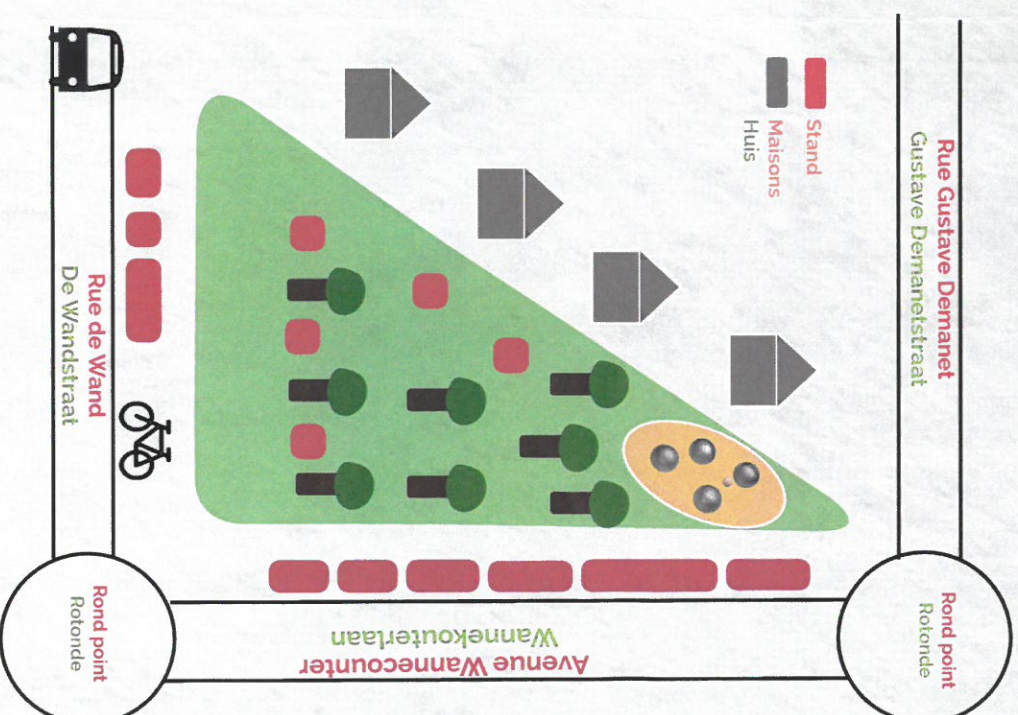 Stand
Maisons
Huis
Rue Gustave Demanet
Gustave Demanetstraat
Rue de Wand
De Wandstraat
Rond point
Rotonde
Avenue Wannecounter
Wannekouterlaan
Rond point
Rotonde